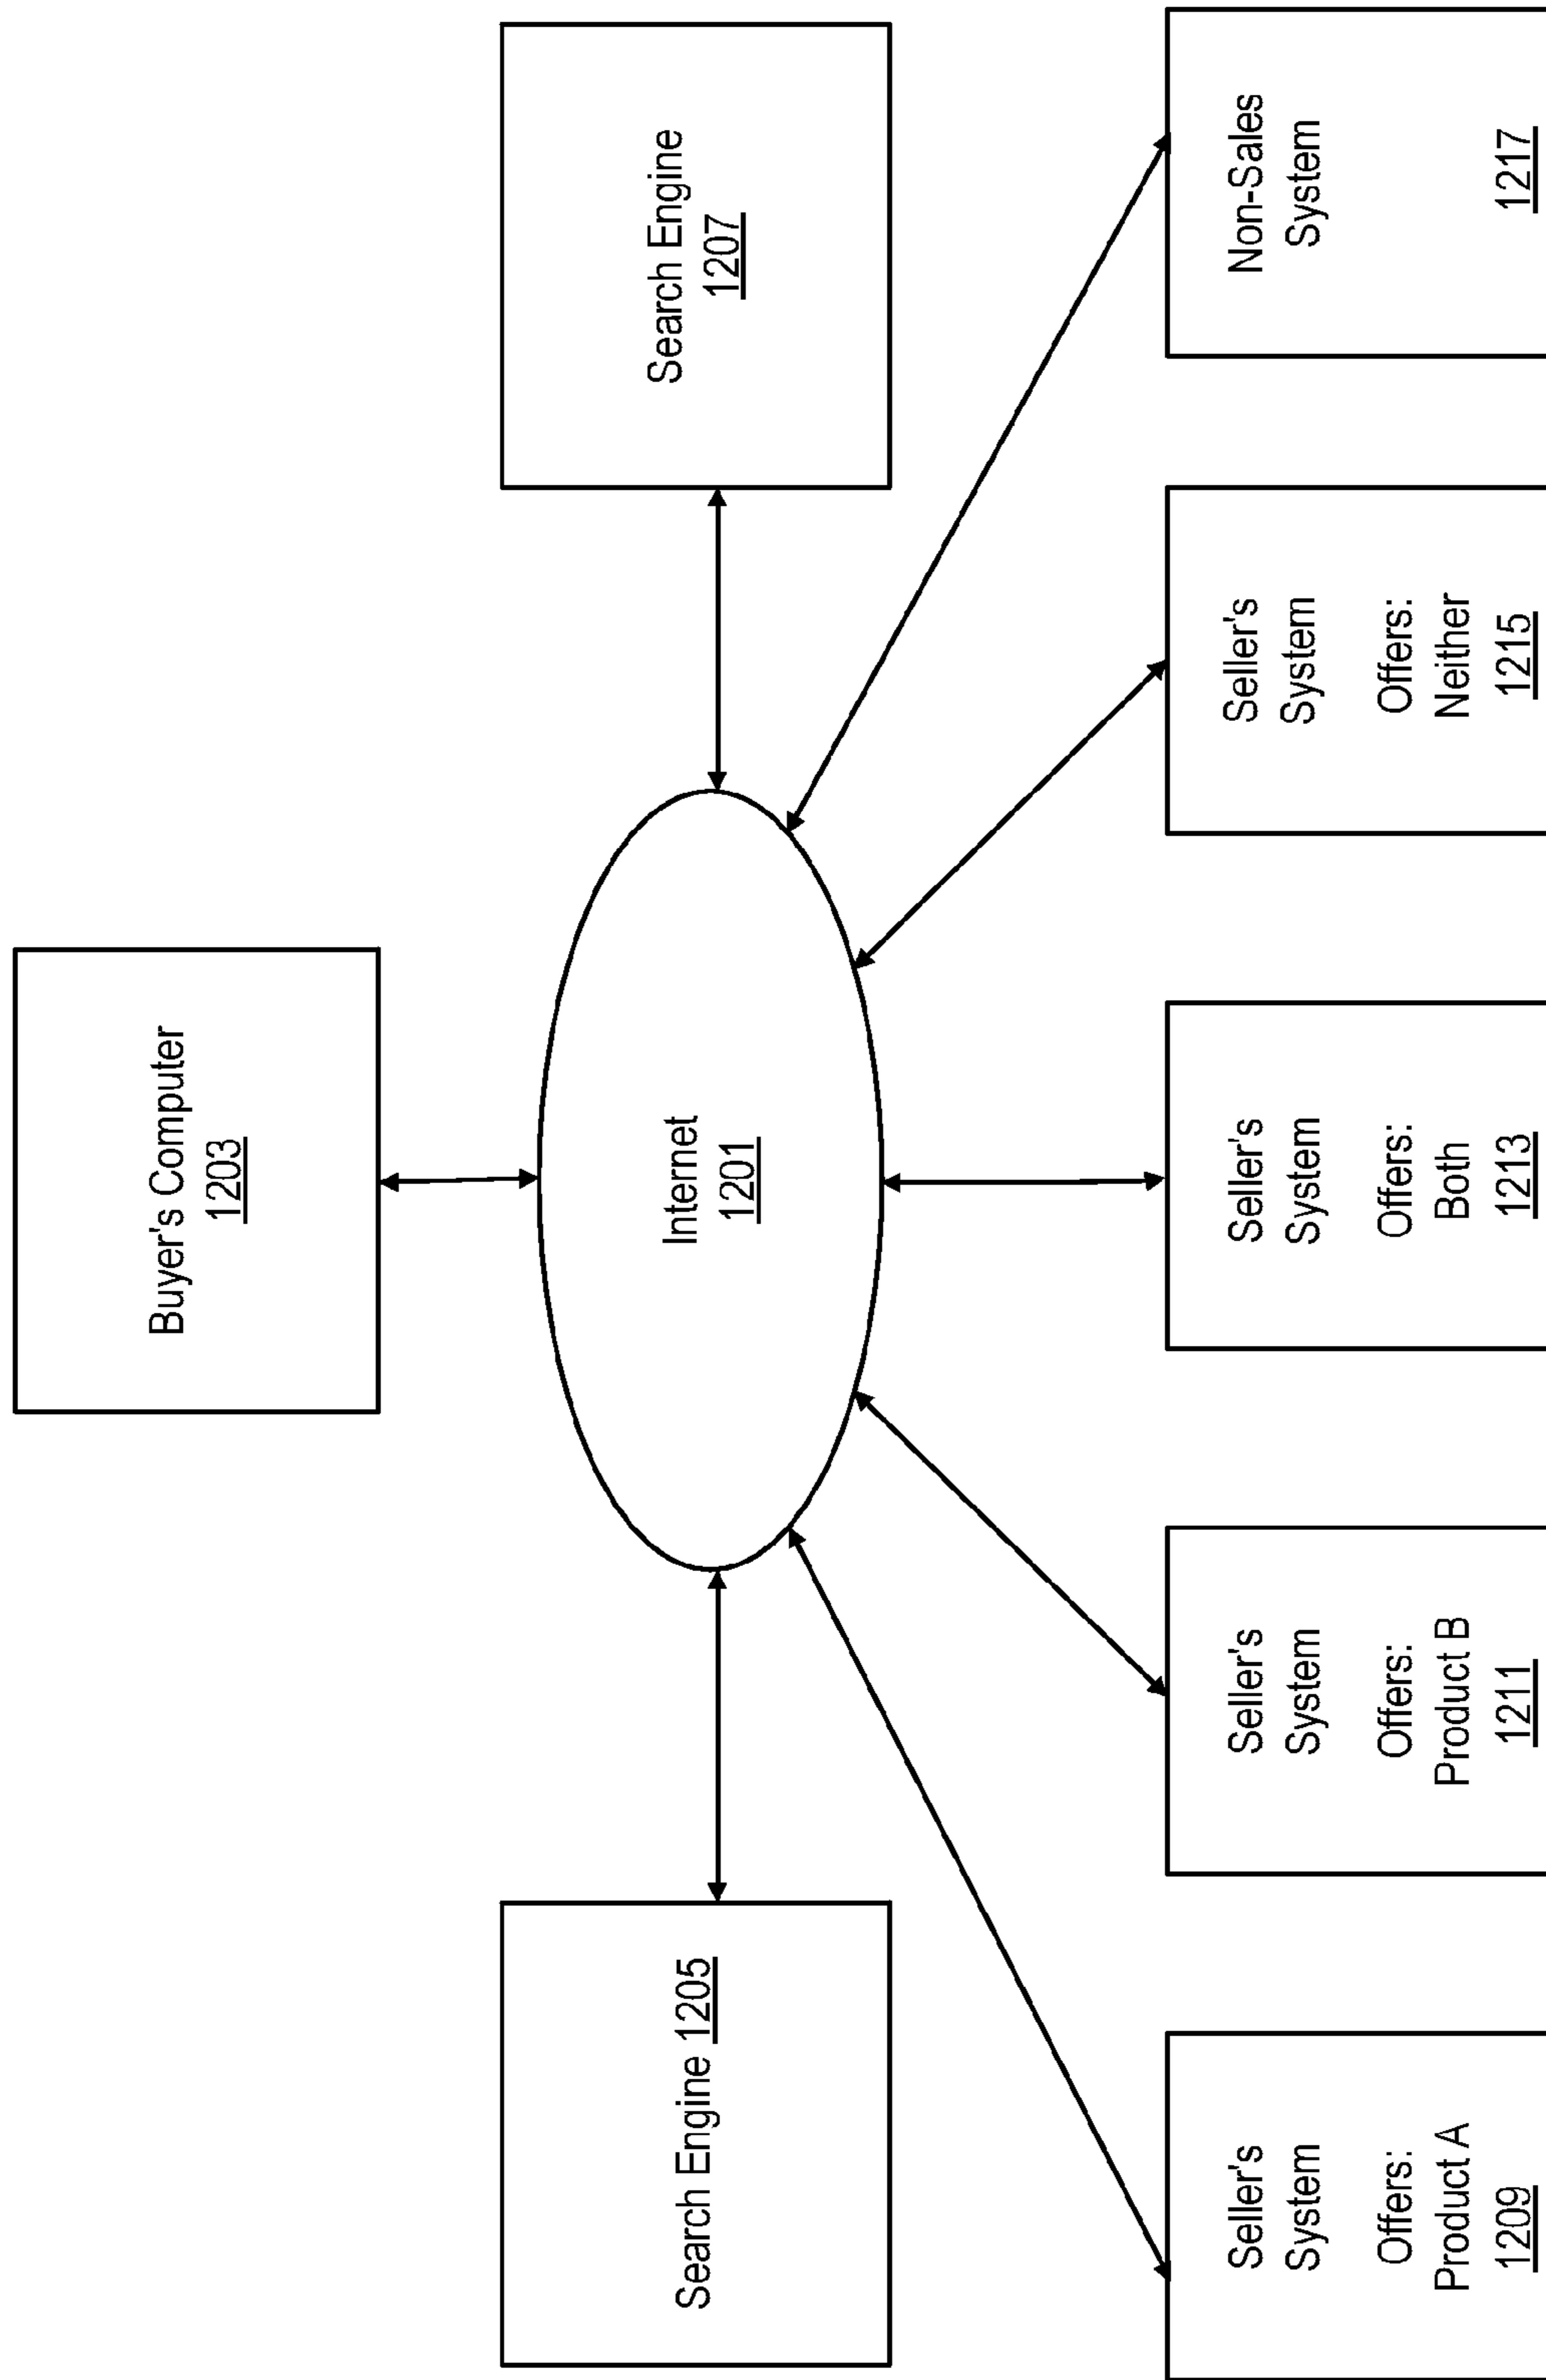 Buyer's Computer
1203
Search Engine 1205
Internet
1201
Search Engine
1207
Seller's
System
Offers:
Product A
1209
Seller's
System
Offers:
Product B
1211
Seller's
System
Offers:
Both
1213
Seller's
System
Offers:
Neither
1215
Non-Sales
System
1217